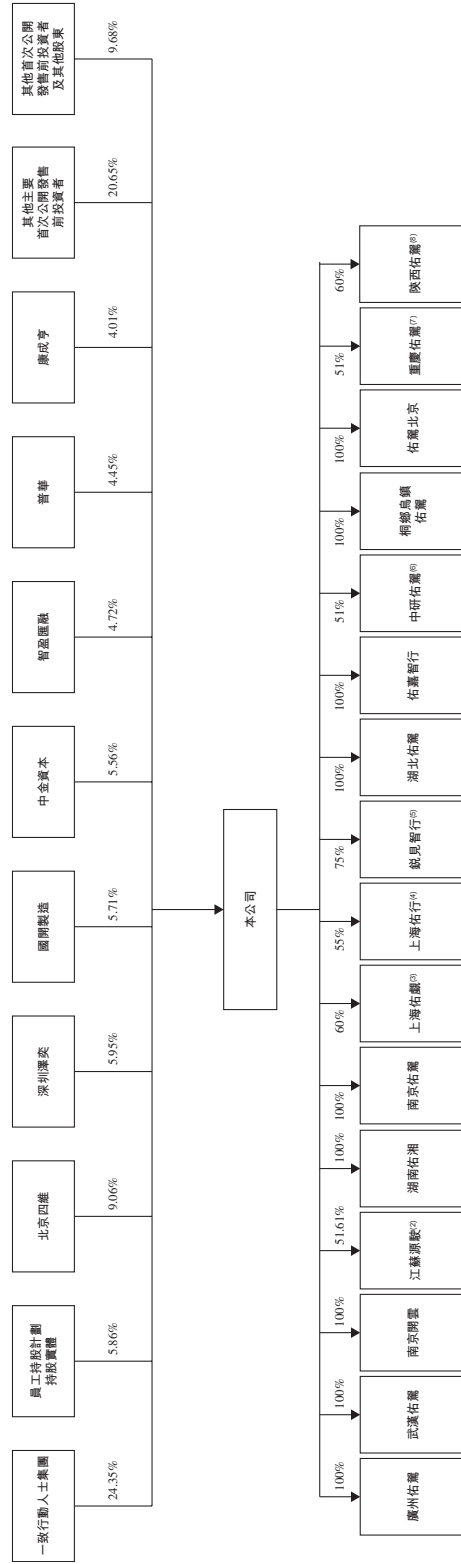 一致行動人士集團
員工持股計劃
持股實體
北京四維
深圳澤奕
國開製造
中金資本
智盈匯融
普華
康成亨
其他主要
首次公開發售
前投資者
其他首次公開
發售前投資者
及其他股東
24.35%
5.86%
9.06%
5.95%
5.71%
5.56%
4.72%
4.45%
4.01%
20.65%
9.68%
本公司
100%
100%
100%
51.61%
100%
100%
60%
55%
75%
100%
100%
51%
100%
100%
51%
60%
廣州佑駕
武漢佑駕
南京開雲
江蘇源駛(2)
湖南佑湘
南京佑駕
上海佑覷(3)
上海佑行(4)
銳見智行(5)
湖北佑駕
佑嘉智行
中研佑駕(6)
桐鄉烏鎮
佑駕
佑駕北京
重慶佑駕(7)
陝西佑駕(8)